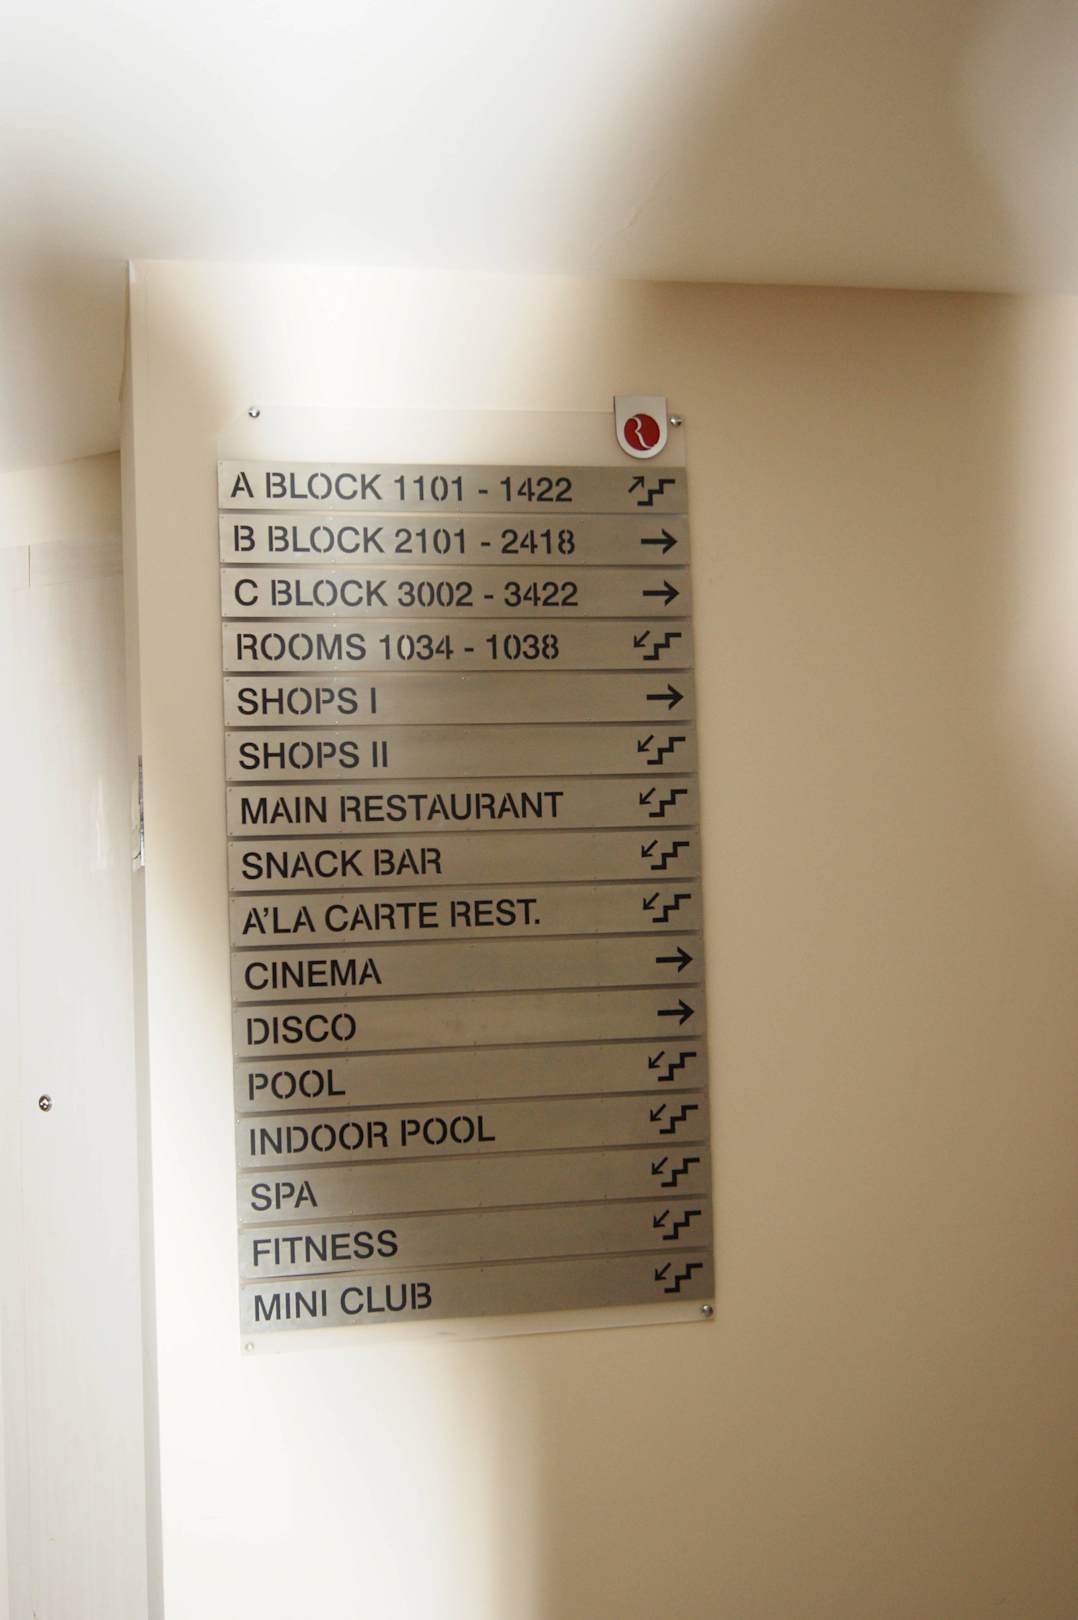 A BLOCK 1101 - 1422
B BLOCK 2101 - 2418
C BLOCK 3002 - 3422
ROOMS 1034 - 1038
SHOPS I
SHOPS II
MAIN RESTAURANT
SNACK BAR
A'LA CARTE REST.
CINEMA
DISCO
POOL
INDOOR POOL
SPA
FITNESS
MINI CLUB